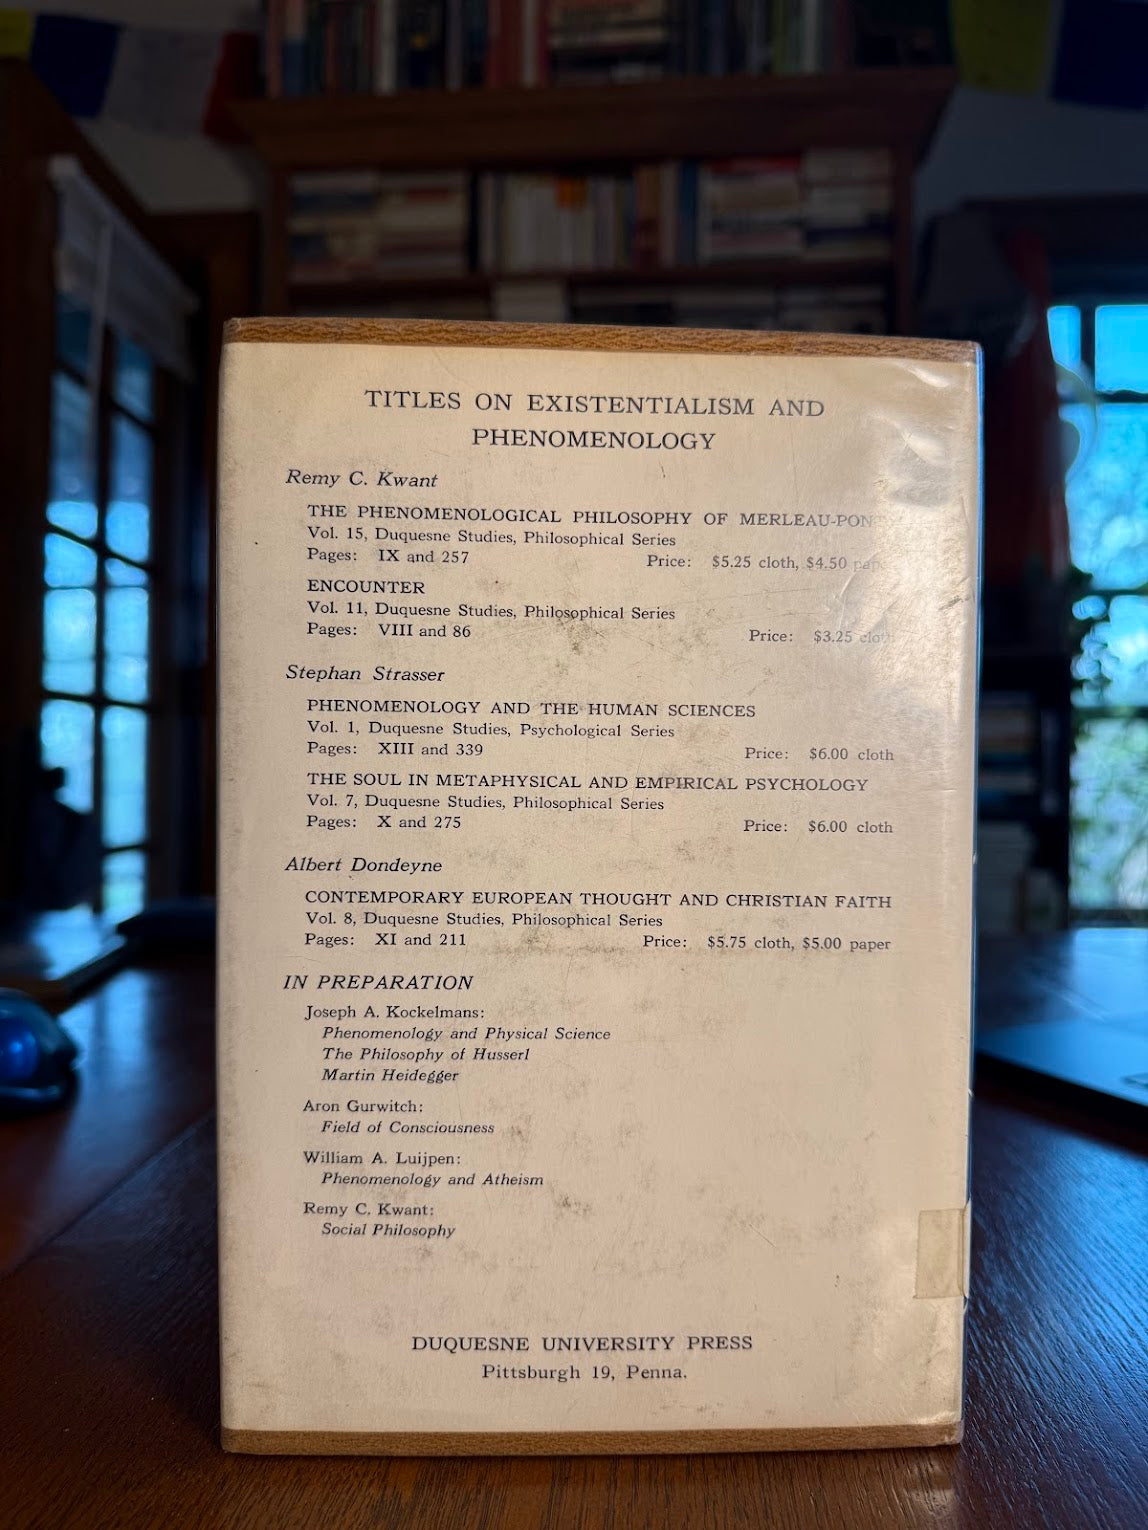 TITLES ON EXISTENTIALISM AND
PHENOMENOLOGY
Remy C. Kwant
THE PHENOMENOLOGICAL PHILOSOPHY OF MERLEAU-PONTY
Vol. 15, Duquesne Studies, Philosophical Series
Pages: IX and 257 Price: $5.25 cloth, $4.50 paper
ENCOUNTER
Vol. 11, Duquesne Studies, Philosophical Series
Pages: VIII and 86 Price: $3.25 cloth
Stephan Strasser
PHENOMENOLOGY AND THE HUMAN SCIENCES
Vol. 1, Duquesne Studies, Psychological Series
Pages: XIII and 339 Price: $6.00 cloth
THE SOUL IN METAPHYSICAL AND EMPIRICAL PSYCHOLOGY
Vol. 7, Duquesne Studies, Philosophical Series
Pages: X and 275 Price: $6.00 cloth
Albert Dondeyne
CONTEMPORARY EUROPEAN THOUGHT AND CHRISTIAN FAITH
Vol. 8, Duquesne Studies, Philosophical Series
Pages: XI and 211 Price: $5.75 cloth, $5.00 paper
IN PREPARATION
Joseph A. Kockelmans:
Phenomenology and Physical Science
The Philosophy of Husserl
Martin Heidegger
Aron Gurwitch:
Field of Consciousness
William A. Luijpen:
Phenomenology and Atheism
Remy C. Kwant:
Social Philosophy
DUQUESNE UNIVERSITY PRESS
Pittsburgh 19, Penna.